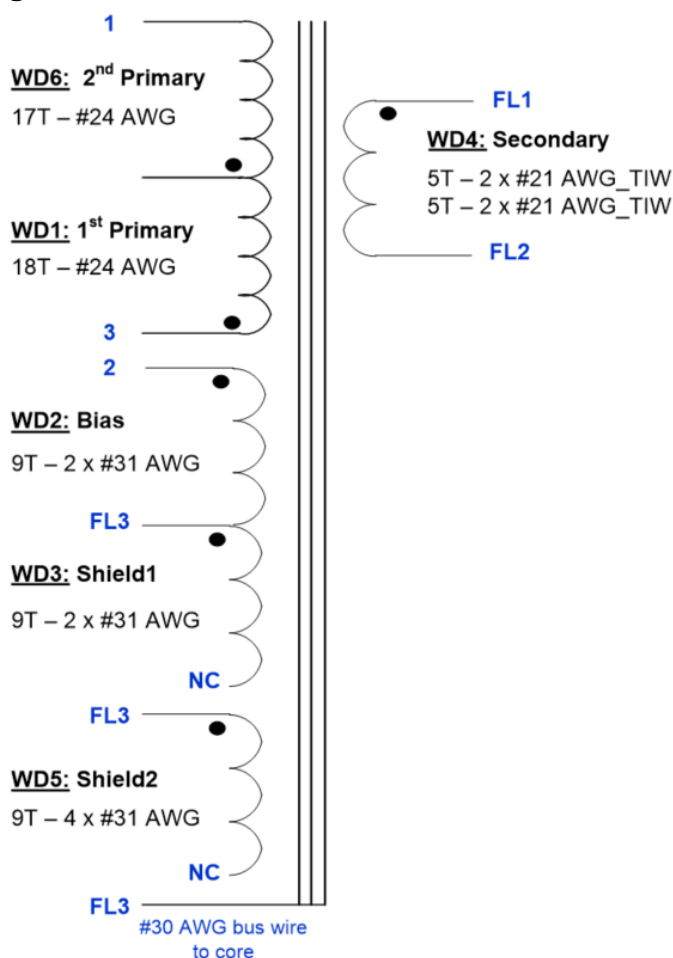 1
WD6: 2nd Primary
17T – #24 AWG
WD1: 1st Primary
18T – #24 AWG
3
2
WD2: Bias
9T – 2 x #31 AWG
FL3
WD3: Shield1
9T – 2 x #31 AWG
NC
FL3
WD5: Shield2
9T – 4 x #31 AWG
NC
FL3
#30 AWG bus wire
to core
FL1
WD4: Secondary
5T – 2 x #21 AWG_TIW
5T – 2 x #21 AWG_TIW
FL2